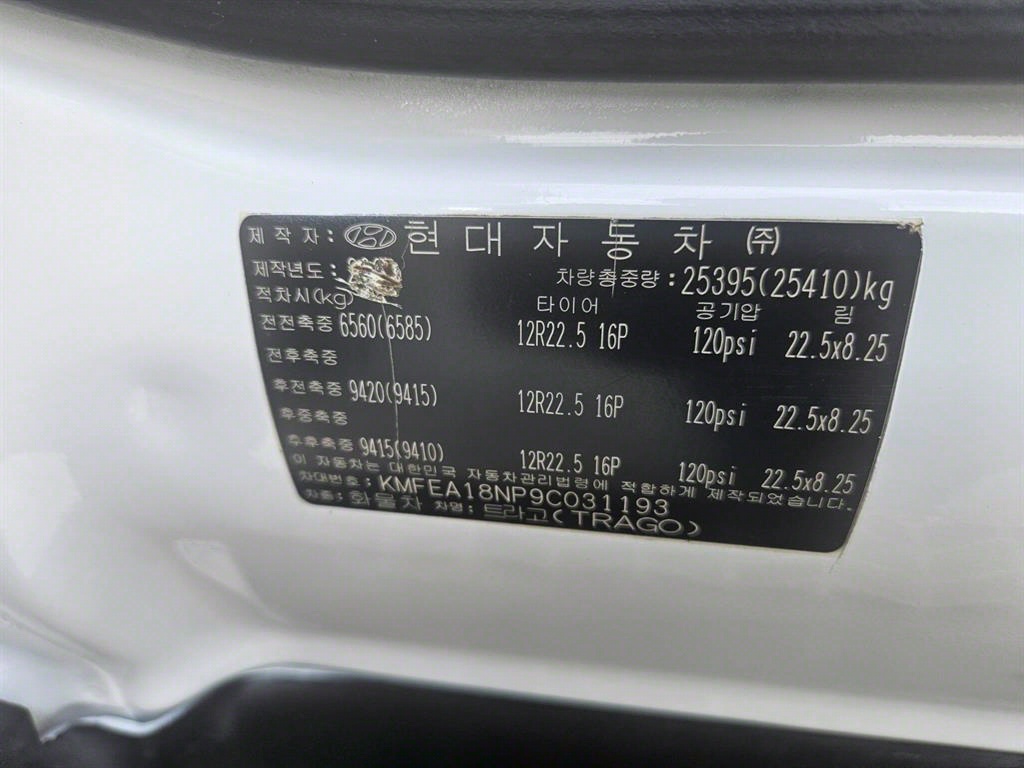 제작자: 현대자동차 ㈜
제작년도: 차량총중량 : 25395(25410)kg
적차시(kg) 타이어 공기압 림
전전축중 6560(6585) 12R22.5 16P 120psi 22.5x8.25
전후축중
후전축중 9420(9415) 12R22.5 16P 120psi 22.5x8.25
후중축중
후후축중 9415(9410) 12R22.5 16P 120psi 22.5x8.25
이 자동차는 대한민국 자동차관리법령에 적합하게 제작되었습니다.
차대번호: KMFEA18NP9C031193
차종: 화물차 차명: 트라고(TRAGO)